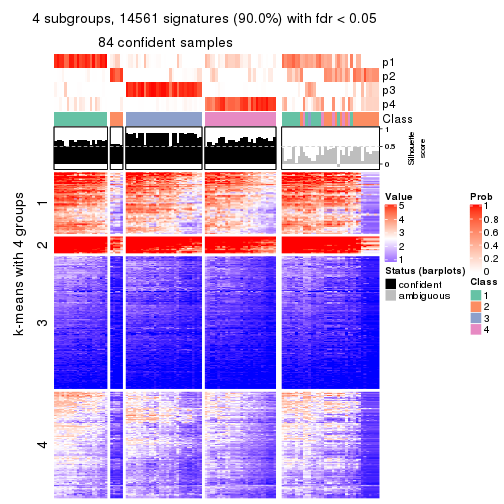 4 subgroups, 14561 signatures (90.0%) with fdr < 0.05
84 confident samples
p1
p2
p3
p4
Class
1
0.5
0
Silhouette
score
k-means with 4 groups
1
2
3
4
Value
5
4
3
2
1
Status (barplots)
confident
ambiguous
Prob
1
0.8
0.6
0.4
0.2
0
Class
1
2
3
4